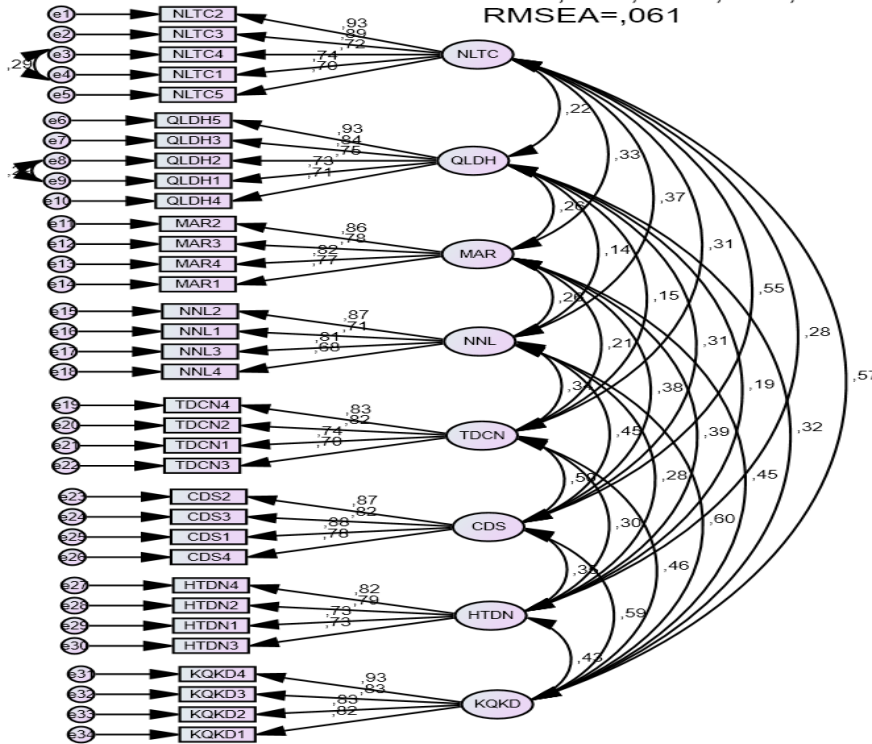 RMSEA=,061
e1 NLTC2 ,93
e2 NLTC3 ,89
e3 NLTC4 ,72 NLTC
e4 NLTC1 ,74
,29
e5 NLTC5 ,70
e6 QLDH5 ,93
e7 QLDH3 ,84
e8 QLDH2 ,75 QLDH
e9 QLDH1 ,73
e10 QLDH4 ,71
e11 MAR2 ,86
e12 MAR3 ,78 MAR
e13 MAR4 ,82
e14 MAR1 ,77
e15 NNL2 ,87
e16 NNL1 ,71 NNL
e17 NNL3 ,81
e18 NNL4 ,68
e19 TDCN4 ,83
e20 TDCN2 ,82 TDCN
e21 TDCN1 ,74
e22 TDCN3 ,70
e23 CDS2 ,87
e24 CDS3 ,82 CDS
e25 CDS1 ,88
e26 CDS4 ,78
e27 HTDN4 ,82
e28 HTDN2 ,79 HTDN
e29 HTDN1 ,73
e30 HTDN3 ,73
e31 KQKD4 ,93
e32 KQKD3 ,83 KQKD
e33 KQKD2 ,83
e34 KQKD1 ,82
,22
,33
,37
,26
,14
,31
,55
,15
,28
,26
,21
,31
,57
,38
,19
,34
,45
,39
,32
,28
,45
,30
,60
,46
,59
,43